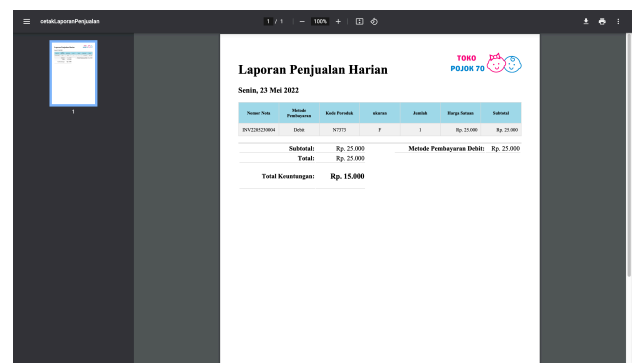 cetakLaporanPenjualan
1 / 1
100%
1
TOKO
POJOK 70
Laporan Penjualan Harian
Senin, 23 Mei 2022
Nomor Nota Metode Pembayaran Kode Poroduk ukuran Jumlah Harga Satuan Subtotal
INV2205230004 Debit N7373 F 1 Rp. 25.000 Rp. 25.000
Subtotal: Rp. 25.000 Metode Pembayaran Debit: Rp. 25.000
Total: Rp. 25.000
Total Keuntungan: Rp. 15.000